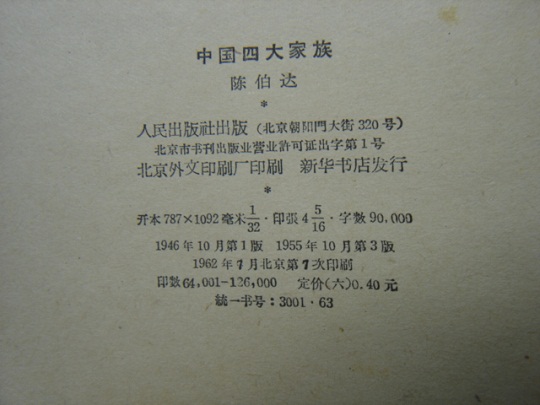 中国四大家族
陈伯达
*
人民出版社出版（北京朝阳門大街320号）
北京市书刊出版业营业許可证出字第1号
北京外文印刷厂印刷 新华书店发行
*
开本787×1092毫米1/32·印張4 5/16·字數90,000
1946年10月第1版 1955年10月第3版
1962年7月北京第7次印刷
印數64,001-126,000 定价（六）0.40元
統一书号：3001·63